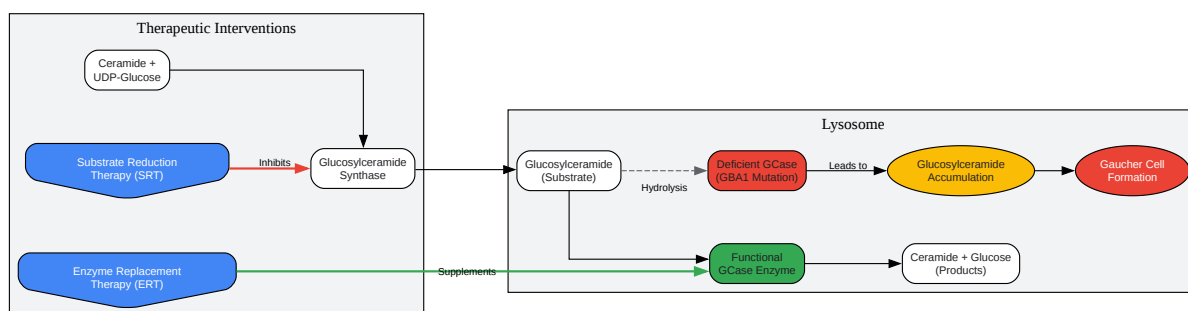 Therapeutic Interventions
Ceramide +
UDP-Glucose
Substrate Reduction
Therapy (SRT)
Inhibits
Glucosylceramide
Synthase
Enzyme Replacement
Therapy (ERT)
Supplements
Lysosome
Glucosylceramide
(Substrate)
Hydrolysis
Deficient GCase
(GBA1 Mutation)
Leads to
Glucosylceramide
Accumulation
Gaucher Cell
Formation
Functional
GCase Enzyme
Ceramide + Glucose
(Products)